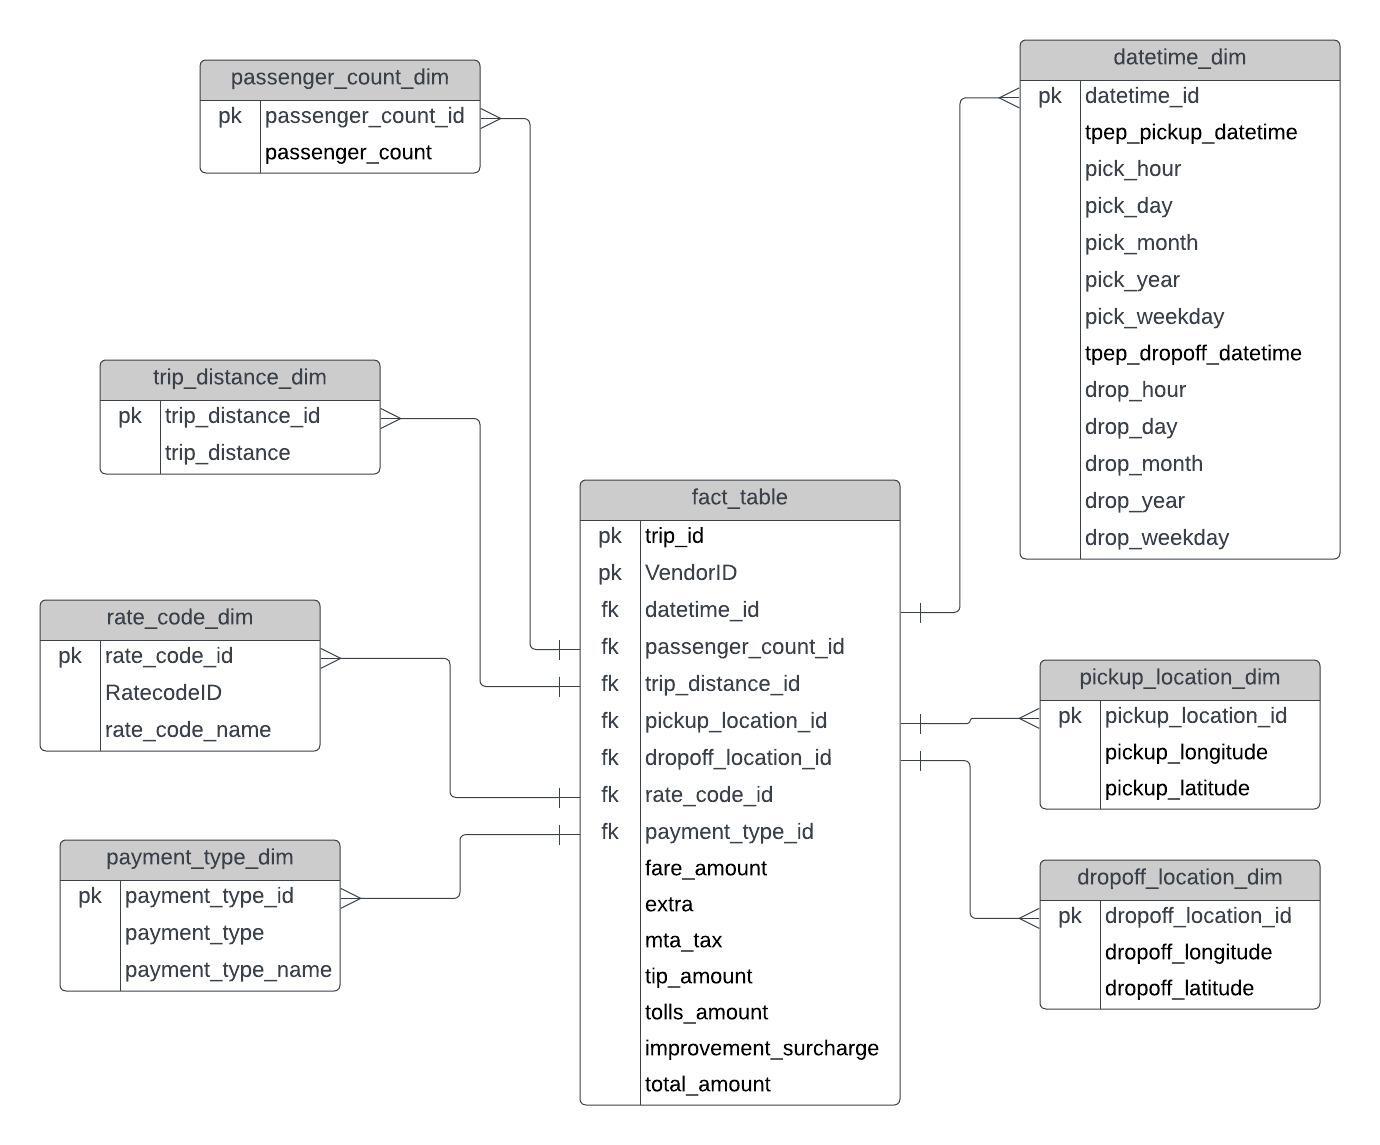 passenger_count_dim
pk passenger_count_id
passenger_count
datetime_dim
pk datetime_id
tpep_pickup_datetime
pick_hour
pick_day
pick_month
pick_year
pick_weekday
tpep_dropoff_datetime
drop_hour
drop_day
drop_month
drop_year
drop_weekday
trip_distance_dim
pk trip_distance_id
trip_distance
fact_table
pk trip_id
pk VendorID
fk datetime_id
fk passenger_count_id
fk trip_distance_id
fk pickup_location_id
fk dropoff_location_id
fk rate_code_id
fk payment_type_id
fare_amount
extra
mta_tax
tip_amount
tolls_amount
improvement_surcharge
total_amount
rate_code_dim
pk rate_code_id
RatecodeID
rate_code_name
pickup_location_dim
pk pickup_location_id
pickup_longitude
pickup_latitude
payment_type_dim
pk payment_type_id
payment_type
payment_type_name
dropoff_location_dim
pk dropoff_location_id
dropoff_longitude
dropoff_latitude